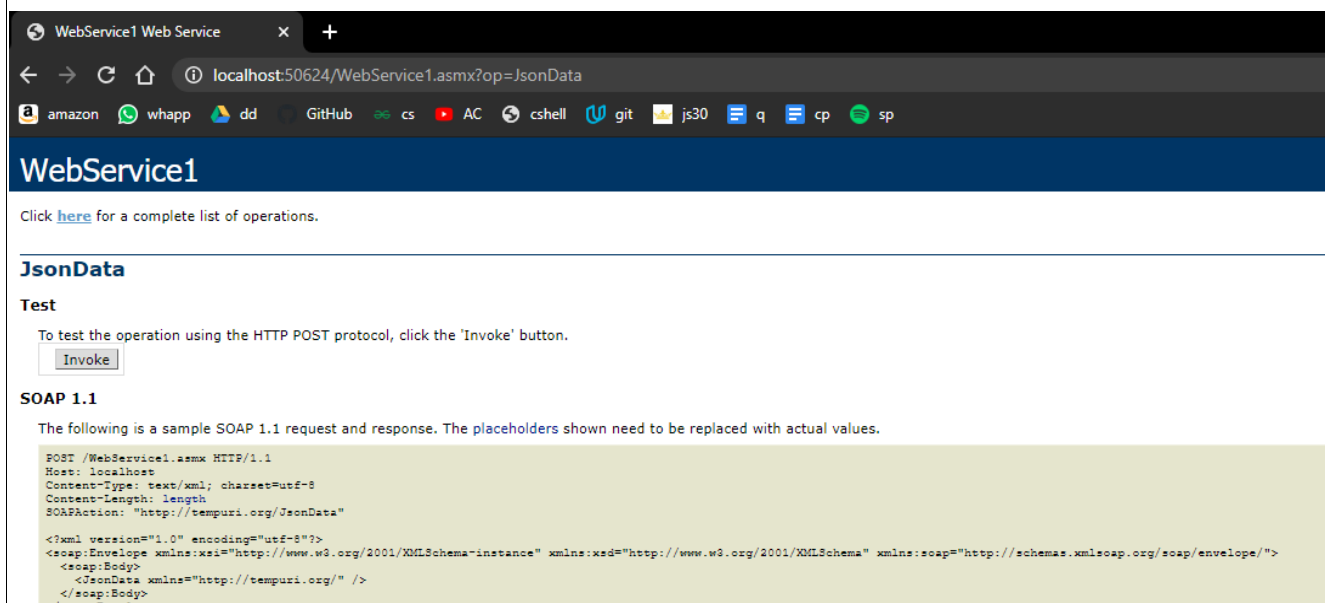 WebService1 Web Service
localhost:50624/WebService1.asmx?op=JsonData
amazon whapp dd GitHub cs AC cshell git js30 q cp sp
WebService1
Click here for a complete list of operations.
JsonData
Test
To test the operation using the HTTP POST protocol, click the 'Invoke' button.
Invoke
SOAP 1.1
The following is a sample SOAP 1.1 request and response. The placeholders shown need to be replaced with actual values.
POST /WebService1.asmx HTTP/1.1
Host: localhost
Content-Type: text/xml; charset=utf-8
Content-Length: length
SOAPAction: "http://tempuri.org/JsonData"
<?xml version="1.0" encoding="utf-8"?>
<soap:Envelope xmlns:xsi="http://www.w3.org/2001/XMLSchema-instance" xmlns:xsd="http://www.w3.org/2001/XMLSchema" xmlns:soap="http://schemas.xmlsoap.org/soap/envelope/">
<soap:Body>
<JsonData xmlns="http://tempuri.org/" />
</soap:Body>